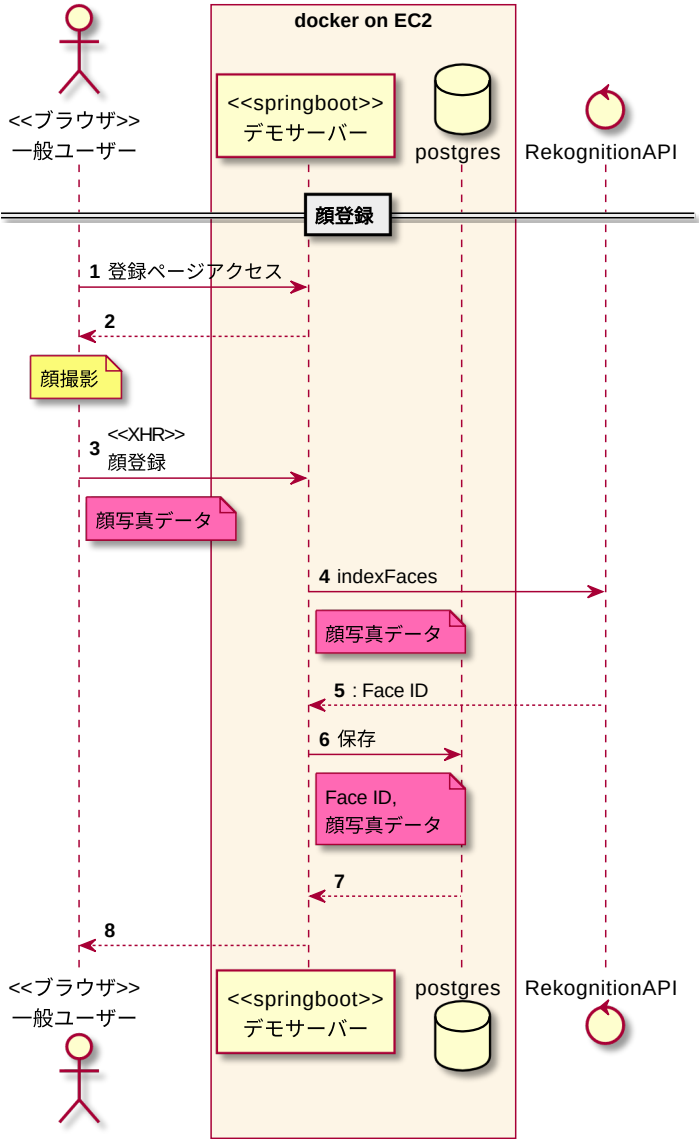 docker on EC2
<<ブラウザ>>
一般ユーザー
<<springboot>>
デモサーバー
postgres
RekognitionAPI
顔登録
1 登録ページアクセス
2
顔撮影
3 <<XHR>>
顔登録
顔写真データ
4 indexFaces
顔写真データ
5 : Face ID
6 保存
Face ID,
顔写真データ
7
8
<<ブラウザ>>
一般ユーザー
<<springboot>>
デモサーバー
postgres
RekognitionAPI